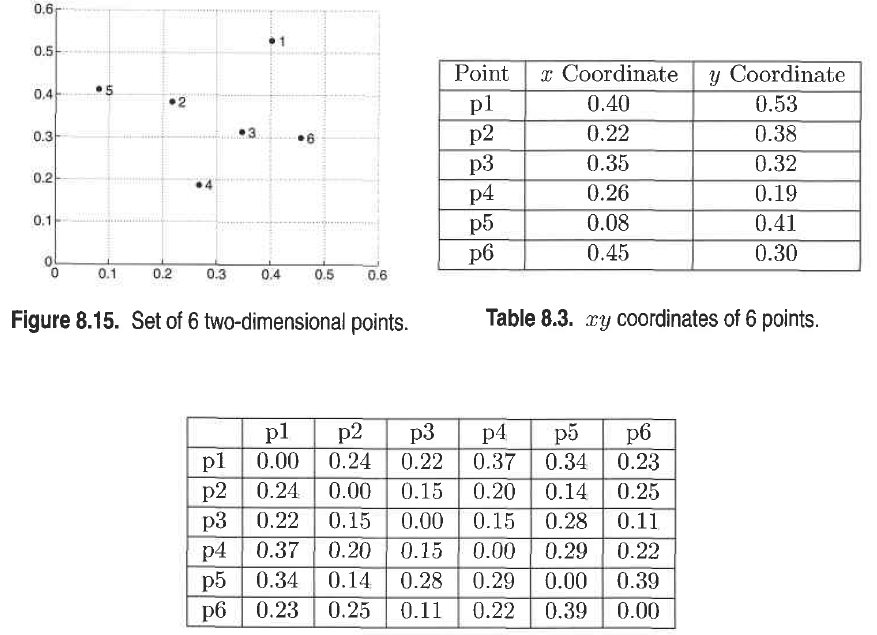 0.6
0.5
0.4
0.3
0.2
0.1
0
0 0.1 0.2 0.3 0.4 0.5 0.6
1
5
2
3
6
4
Figure 8.15. Set of 6 two-dimensional points.
Point x Coordinate y Coordinate
p1 0.40 0.53
p2 0.22 0.38
p3 0.35 0.32
p4 0.26 0.19
p5 0.08 0.41
p6 0.45 0.30
Table 8.3. xy coordinates of 6 points.
p1 p2 p3 p4 p5 p6
p1 0.00 0.24 0.22 0.37 0.34 0.23
p2 0.24 0.00 0.15 0.20 0.14 0.25
p3 0.22 0.15 0.00 0.15 0.28 0.11
p4 0.37 0.20 0.15 0.00 0.29 0.22
p5 0.34 0.14 0.28 0.29 0.00 0.39
p6 0.23 0.25 0.11 0.22 0.39 0.00